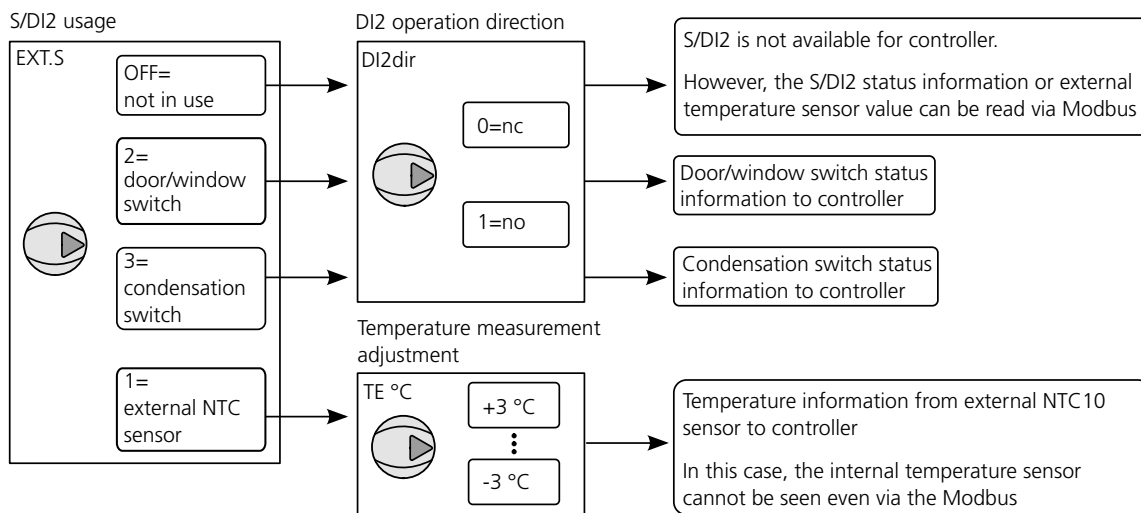 S/DI2 usage
EXT.S
OFF=
not in use
2=
door/window
switch
3=
condensation
switch
1=
external NTC
sensor
DI2 operation direction
DI2dir
0=nc
1=no
Temperature measurement
adjustment
TE °C
+3 °C
-3 °C
S/DI2 is not available for controller.
However, the S/DI2 status information or external
temperature sensor value can be read via Modbus
Door/window switch status
information to controller
Condensation switch status
information to controller
Temperature information from external NTC10
sensor to controller
In this case, the internal temperature sensor
cannot be seen even via the Modbus